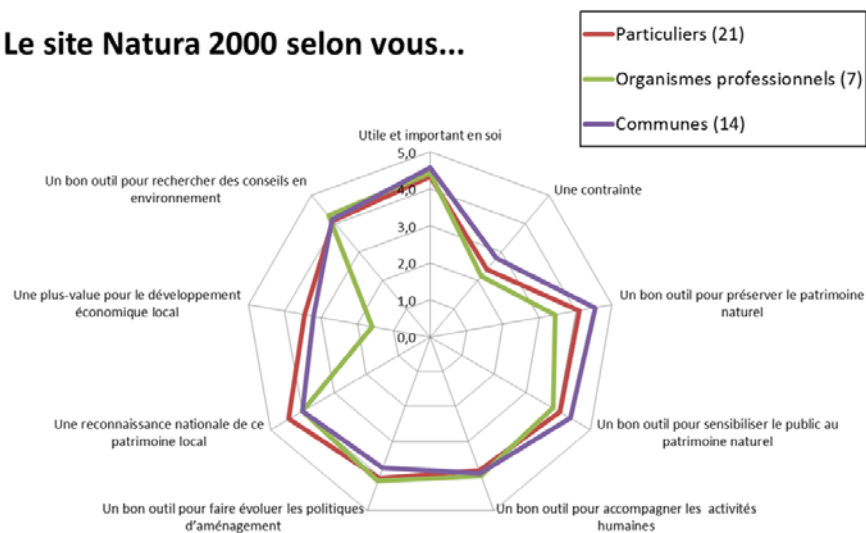 Le site Natura 2000 selon vous...
Particuliers (21)
Organismes professionnels (7)
Communes (14)
Utile et important en soi
Une contrainte
Un bon outil pour préserver le patrimoine
naturel
Un bon outil pour sensibiliser le public au
patrimoine naturel
Un bon outil pour accompagner les activités
humaines
Un bon outil pour faire évoluer les politiques
d'aménagement
Une reconnaissance nationale de ce
patrimoine local
Une plus-value pour le développement
économique local
Un bon outil pour rechercher des conseils en
environnement
5,0
4,0
3,0
2,0
1,0
0,0